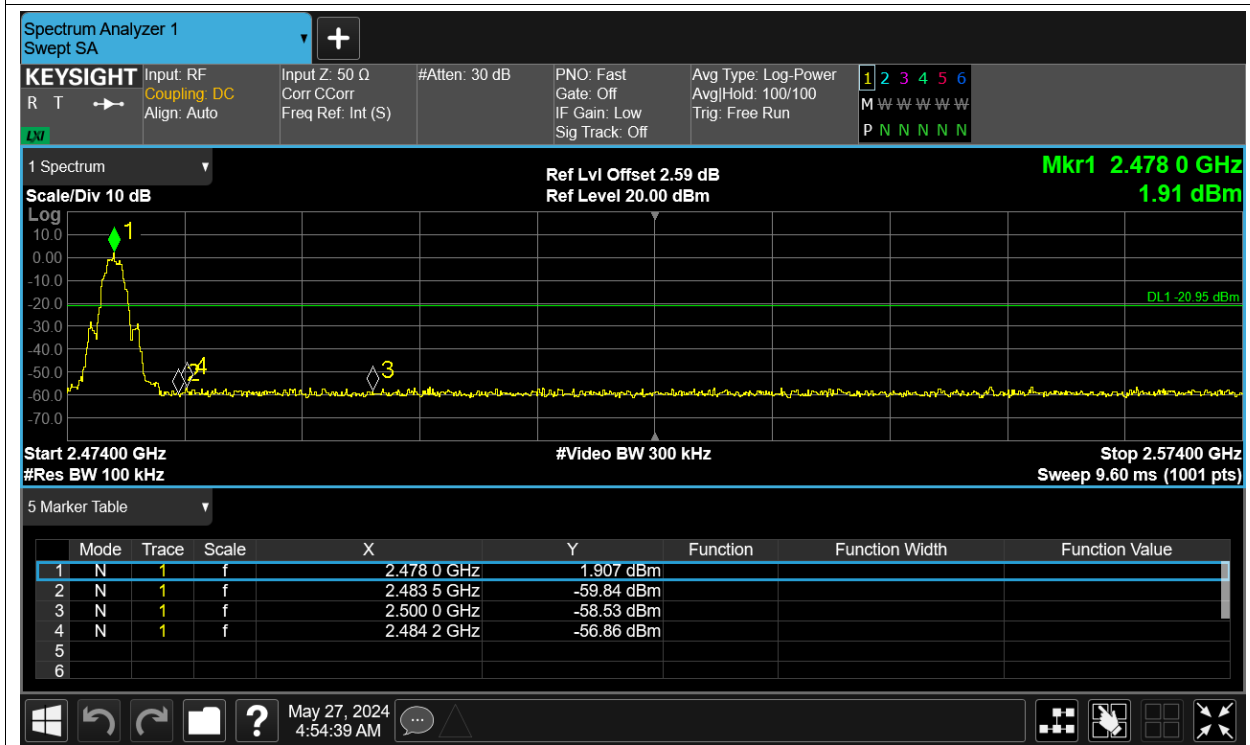 Spectrum Analyzer 1
Swept SA
KEYSIGHT
R T
LXI
Input: RF
Coupling: DC
Align: Auto
Input Z: 50 Ω
Corr CCorr
Freq Ref: Int (S)
#Atten: 30 dB
PNO: Fast
Gate: Off
IF Gain: Low
Sig Track: Off
Avg Type: Log-Power
Avg|Hold: 100/100
Trig: Free Run
1 2 3 4 5 6
M W W W W W
P N N N N N
1 Spectrum
Scale/Div 10 dB
Ref Lvl Offset 2.59 dB
Ref Level 20.00 dBm
Mkr1 2.478 0 GHz
1.91 dBm
Log
10.0
0.00
-10.0
-20.0
-30.0
-40.0
-50.0
-60.0
-70.0
1
2
4
3
DL1 -20.95 dBm
Start 2.47400 GHz
#Res BW 100 kHz
#Video BW 300 kHz
Stop 2.57400 GHz
Sweep 9.60 ms (1001 pts)
5 Marker Table
Mode Trace Scale X Y Function Function Width Function Value
1 N 1 f 2.478 0 GHz 1.907 dBm
2 N 1 f 2.483 5 GHz -59.84 dBm
3 N 1 f 2.500 0 GHz -58.53 dBm
4 N 1 f 2.484 2 GHz -56.86 dBm
5
6
?
May 27, 2024
4:54:39 AM